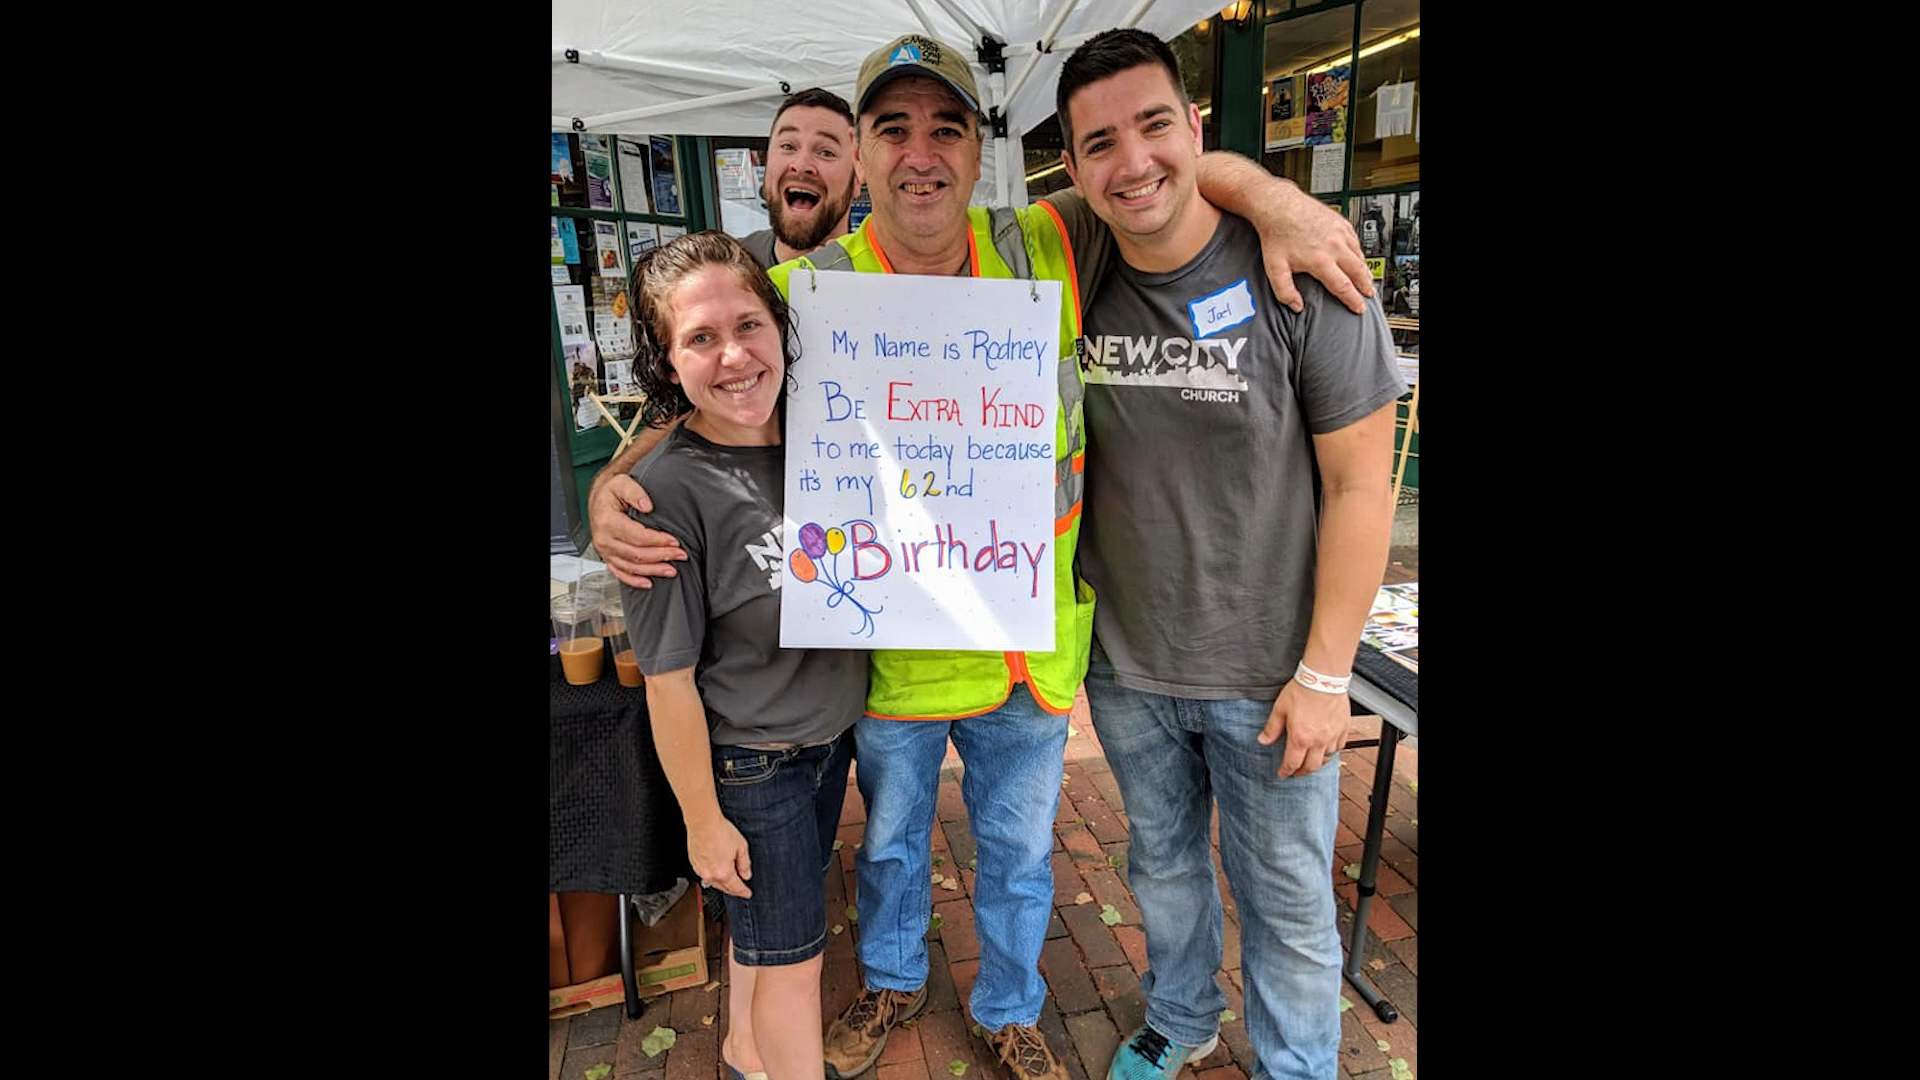 My Name is Rodney
BE EXTRA KIND
to me today because
it's my 62nd
Birthday
Joel
NEW CITY
CHURCH
NE